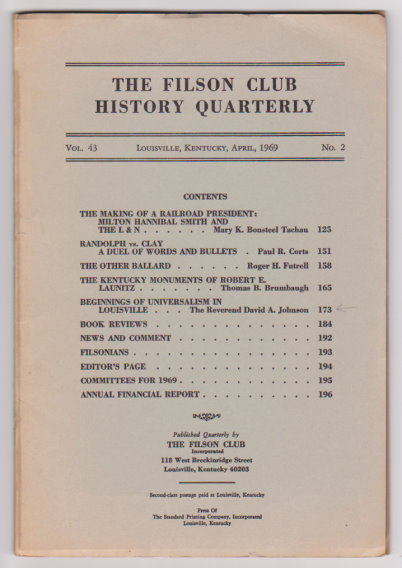 THE FILSON CLUB
HISTORY QUARTERLY
VOL. 43 LOUISVILLE, KENTUCKY, APRIL, 1969 No. 2
CONTENTS
THE MAKING OF A RAILROAD PRESIDENT:
MILTON HANNIBAL SMITH AND
THE L & N . . . . . . Mary K. Bonsteel Tachau 125
RANDOLPH vs. CLAY
A DUEL OF WORDS AND BULLETS . Paul R. Corts 151
THE OTHER BALLARD . . . . . . Roger H. Futrell 158
THE KENTUCKY MONUMENTS OF ROBERT E.
LAUNITZ . . . . . . . Thomas B. Brumbaugh 165
BEGINNINGS OF UNIVERSALISM IN
LOUISVILLE . . . The Reverend David A. Johnson 173
BOOK REVIEWS . . . . . . . . . . . . . . 184
NEWS AND COMMENT . . . . . . . . . . . . 192
FILSONIANS . . . . . . . . . . . . . . . . 193
EDITOR'S PAGE . . . . . . . . . . . . . . 194
COMMITTEES FOR 1969 . . . . . . . . . . . . 195
ANNUAL FINANCIAL REPORT . . . . . . . . . . 196
Published Quarterly by
THE FILSON CLUB
Incorporated
118 West Breckinridge Street
Louisville, Kentucky 40203
Second-class postage paid at Louisville, Kentucky
Press Of
The Standard Printing Company, Incorporated
Louisville, Kentucky